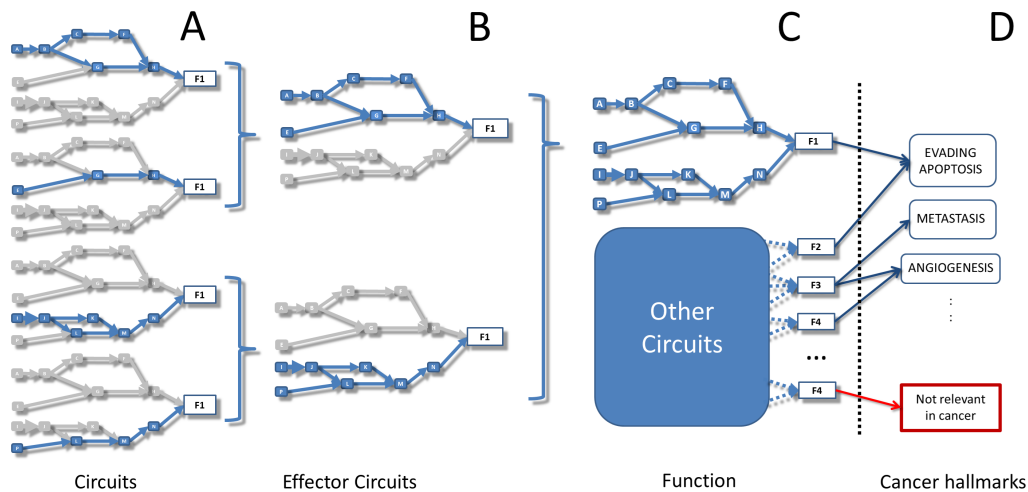 A
B
C
D
A
B
C
F
G
H
F1
F1
F1
F1
P
A
B
C
F
E
G
H
F1
I
J
K
L
M
N
P
F1
A
B
C
F
E
G
H
I
J
K
L
M
N
P
F1
Other
Circuits
F2
F3
F4
...
F4
EVADING
APOPTOSIS
METASTASIS
ANGIOGENESIS
:
:
Not relevant
in cancer
Circuits
Effector Circuits
Function
Cancer hallmarks